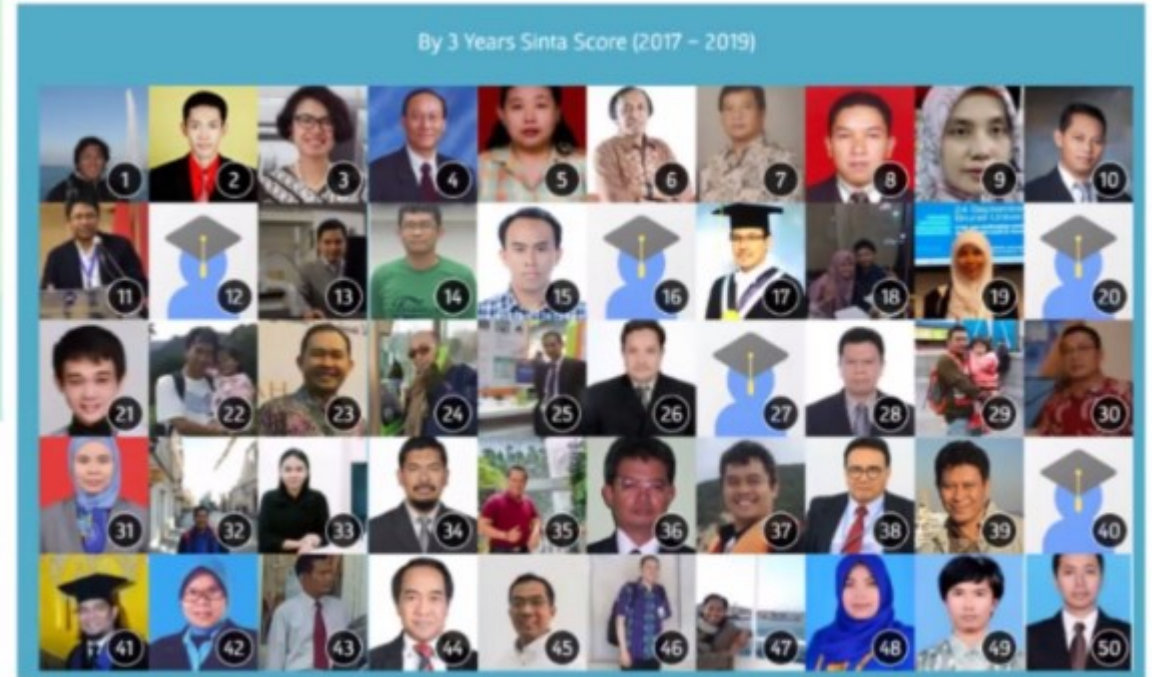 By 3 Years Sinta Score (2017 – 2019)
1 2 3 4 5 6 7 8 9 10
11 12 13 14 15 16 17 18 19 20
21 22 23 24 25 26 27 28 29 30
31 32 33 34 35 36 37 38 39 40
41 42 43 44 45 46 47 48 49 50